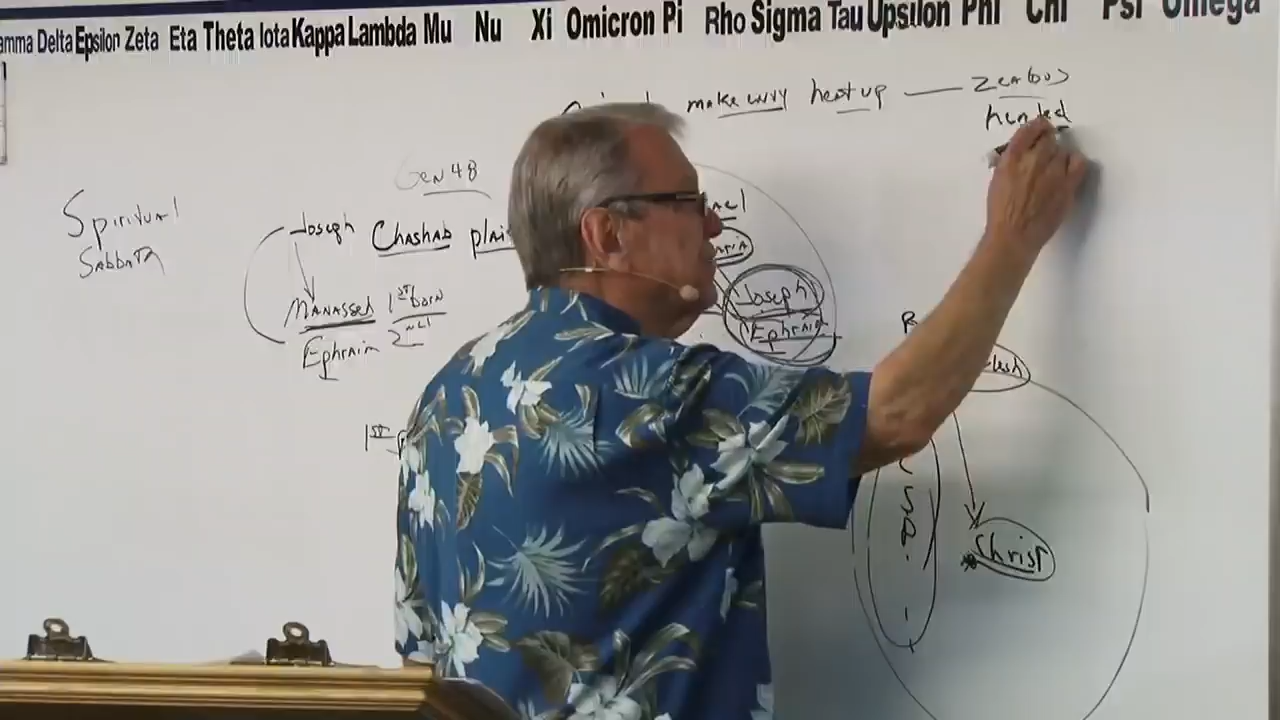 Delta Epsilon Zeta Eta Theta Iota Kappa Lambda Mu Nu Xi Omicron Pi Rho Sigma Tau Upsilon Phi Chi Psi Omega
make envy heat up — Zealous
Gen 48
Spiritual
Sabbath
Joseph Chashab
Manasseh 1st born
Ephraim 2nd
Joseph
Ephraim
1st
Christ